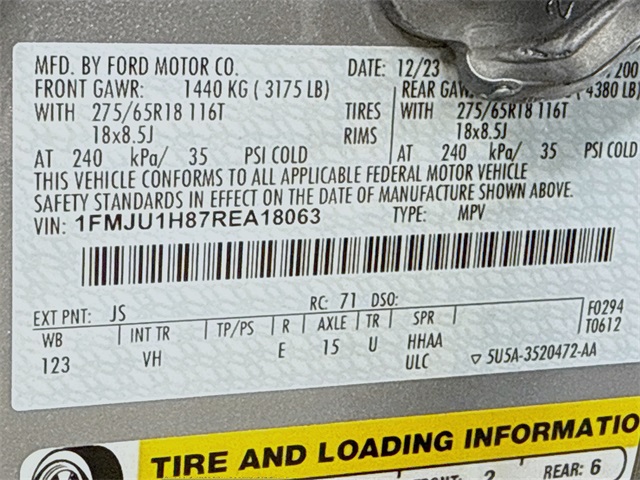 MFD. BY FORD MOTOR CO. DATE: 12/23 ,200
FRONT GAWR: 1440 KG ( 3175 LB) REAR 4380 LB)
WITH 275/65R18 116T TIRES 275/65R18 116T
18x8.5J RIMS 18x8.5J
AT 240 kPa/ 35 PSI COLD AT 240 kPa/ 35 PSI COLD
THIS VEHICLE CONFORMS TO ALL APPLICABLE FEDERAL MOTOR VEHICLE
SAFETY STANDARDS IN EFFECT ON THE DATE OF MANUFACTURE SHOWN ABOVE.
VIN: 1FMJU1H87REA18063 TYPE: MPV
EXT PNT: JS RC: 71 DSO: F0294
WB INT TR TP/PS R AXLE TR SPR T0612
123 VH E 15 U HHAA
ULC ▽ 5U5A-3520472-AA
TIRE AND LOADING INFORMATIO
2 REAR: 6